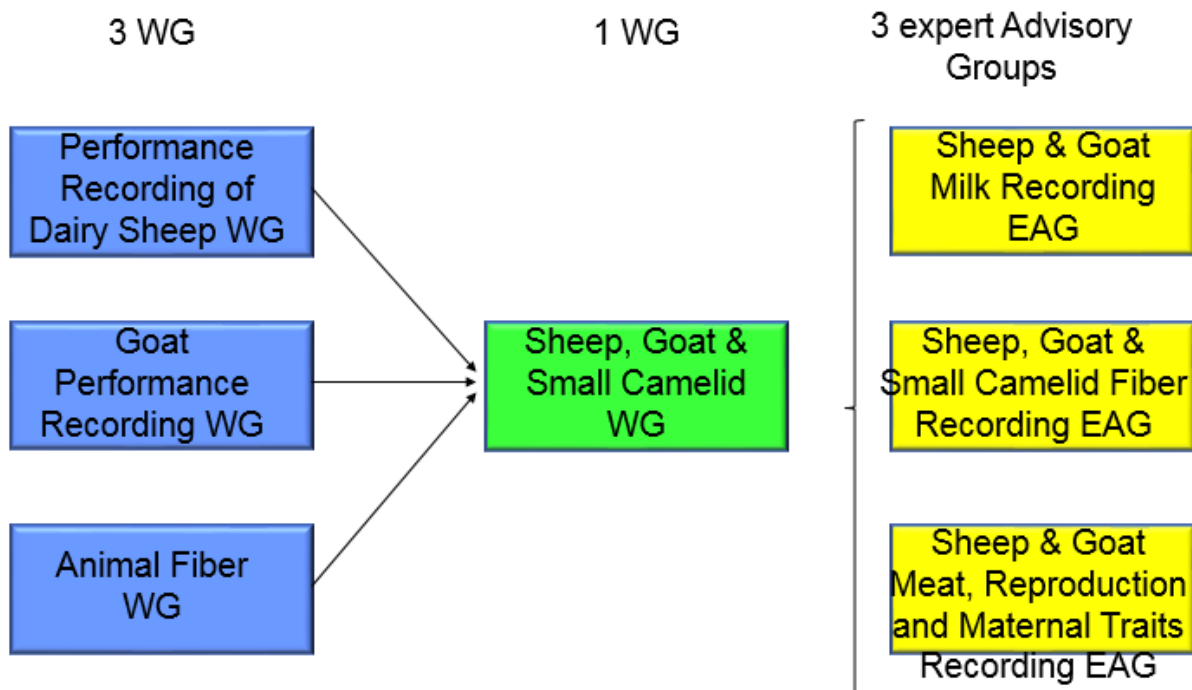 3 WG
1 WG
3 expert Advisory
Groups
Performance
Recording of
Dairy Sheep WG
Goat
Performance
Recording WG
Animal Fiber
WG
Sheep, Goat &
Small Camelid
WG
Sheep & Goat
Milk Recording
EAG
Sheep, Goat &
Small Camelid Fiber
Recording EAG
Sheep & Goat
Meat, Reproduction
and Maternal Traits
Recording EAG